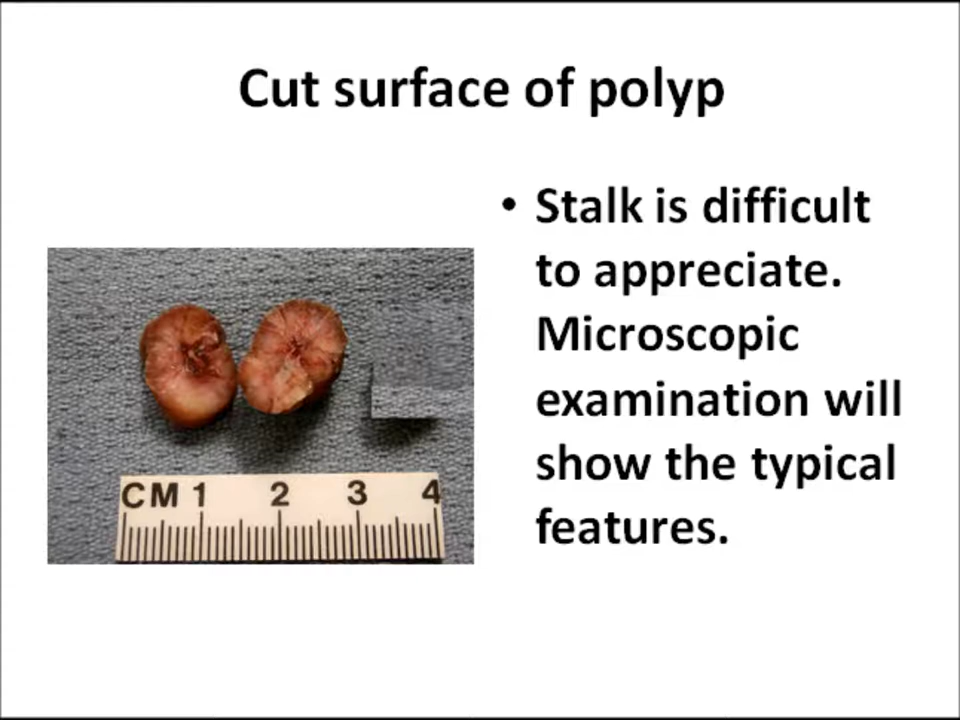 Cut surface of polyp
• Stalk is difficult
to appreciate.
Microscopic
examination will
show the typical
features.
CM 1 2 3 4